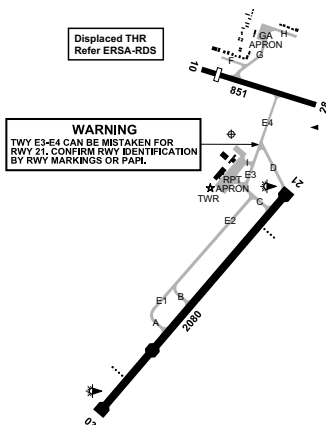 Displaced THR
Refer ERSA-RDS
GA
APRON
H
G
F
10
851
28
WARNING
TWY E3-E4 CAN BE MISTAKEN FOR
RWY 21. CONFIRM RWY IDENTIFICATION
BY RWY MARKINGS OR PAPI.
E4
I
D
RPT
APRON
E3
TWR
C
21
E2
E1
B
A
2080
03